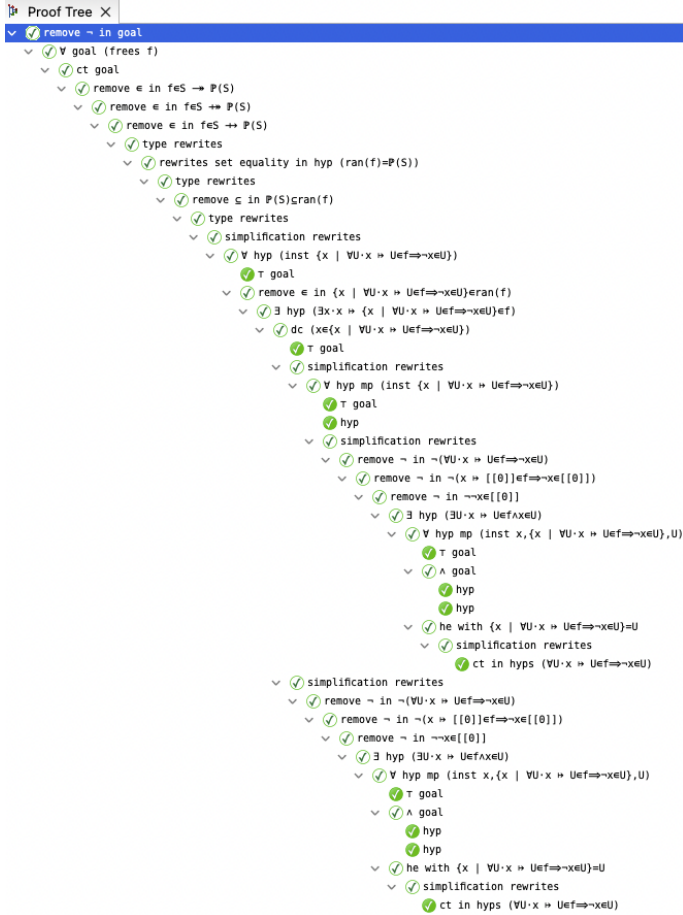 Proof Tree ×
remove ¬ in goal
∀ goal (frees f)
ct goal
remove ∈ in f∈S ↠ ℙ(S)
remove ∈ in f∈S ⤀ ℙ(S)
remove ∈ in f∈S ⇸ ℙ(S)
type rewrites
rewrites set equality in hyp (ran(f)=ℙ(S))
type rewrites
remove ⊆ in ℙ(S)⊆ran(f)
type rewrites
simplification rewrites
∀ hyp (inst {x ∣ ∀U·x ↦ U∈f⇒¬x∈U})
⊤ goal
remove ∈ in {x ∣ ∀U·x ↦ U∈f⇒¬x∈U}∈ran(f)
∃ hyp (∃x·x ↦ {x ∣ ∀U·x ↦ U∈f⇒¬x∈U}∈f)
dc (x∈{x ∣ ∀U·x ↦ U∈f⇒¬x∈U})
⊤ goal
simplification rewrites
∀ hyp mp (inst {x ∣ ∀U·x ↦ U∈f⇒¬x∈U})
⊤ goal
hyp
simplification rewrites
remove ¬ in ¬(∀U·x ↦ U∈f⇒¬x∈U)
remove ¬ in ¬(x ↦ [[0]]∈f⇒¬x∈[[0]])
remove ¬ in ¬¬x∈[[0]]
∃ hyp (∃U·x ↦ U∈f∧x∈U)
∀ hyp mp (inst x,{x ∣ ∀U·x ↦ U∈f⇒¬x∈U},U)
⊤ goal
∧ goal
hyp
hyp
he with {x ∣ ∀U·x ↦ U∈f⇒¬x∈U}=U
simplification rewrites
ct in hyps (∀U·x ↦ U∈f⇒¬x∈U)
simplification rewrites
remove ¬ in ¬(∀U·x ↦ U∈f⇒¬x∈U)
remove ¬ in ¬(x ↦ [[0]]∈f⇒¬x∈[[0]])
remove ¬ in ¬¬x∈[[0]]
∃ hyp (∃U·x ↦ U∈f∧x∈U)
∀ hyp mp (inst x,{x ∣ ∀U·x ↦ U∈f⇒¬x∈U},U)
⊤ goal
∧ goal
hyp
hyp
he with {x ∣ ∀U·x ↦ U∈f⇒¬x∈U}=U
simplification rewrites
ct in hyps (∀U·x ↦ U∈f⇒¬x∈U)